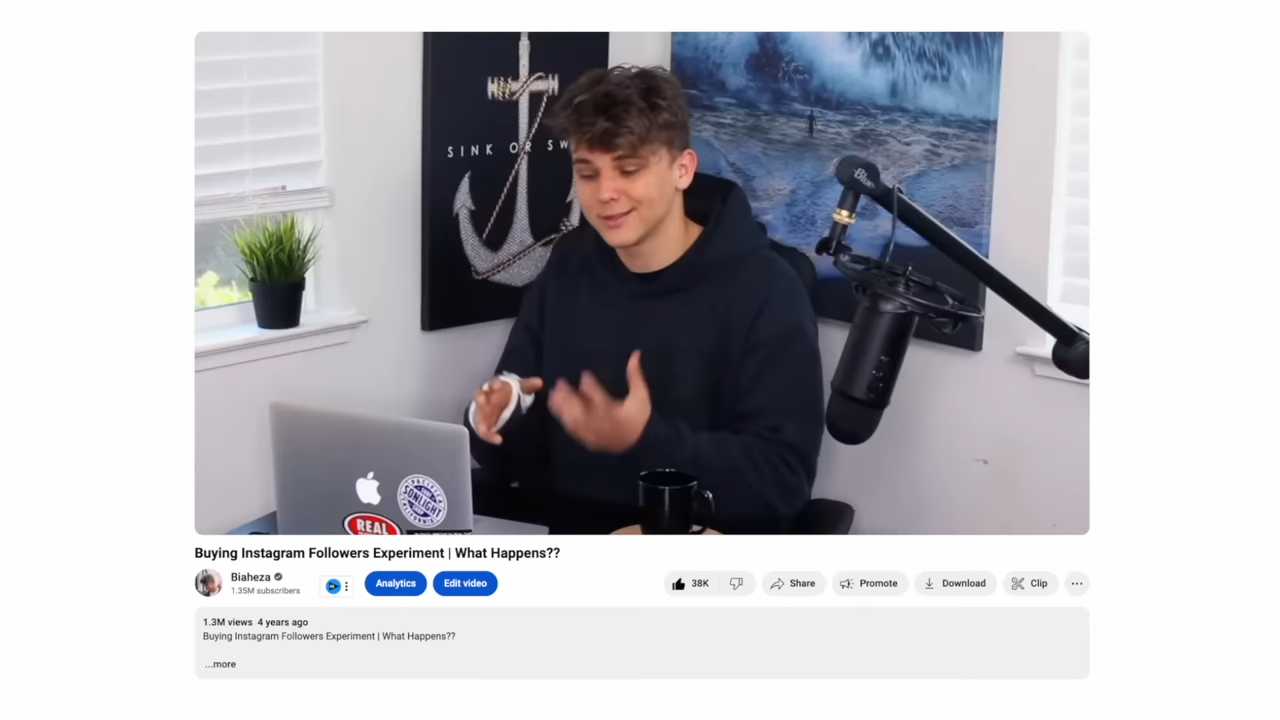 SINK OR SW
Blue
REAL
Buying Instagram Followers Experiment | What Happens??
Biaheza
1.35M subscribers
Analytics
Edit video
38K
Share
Promote
Download
Clip
1.3M views 4 years ago
Buying Instagram Followers Experiment | What Happens??
...more